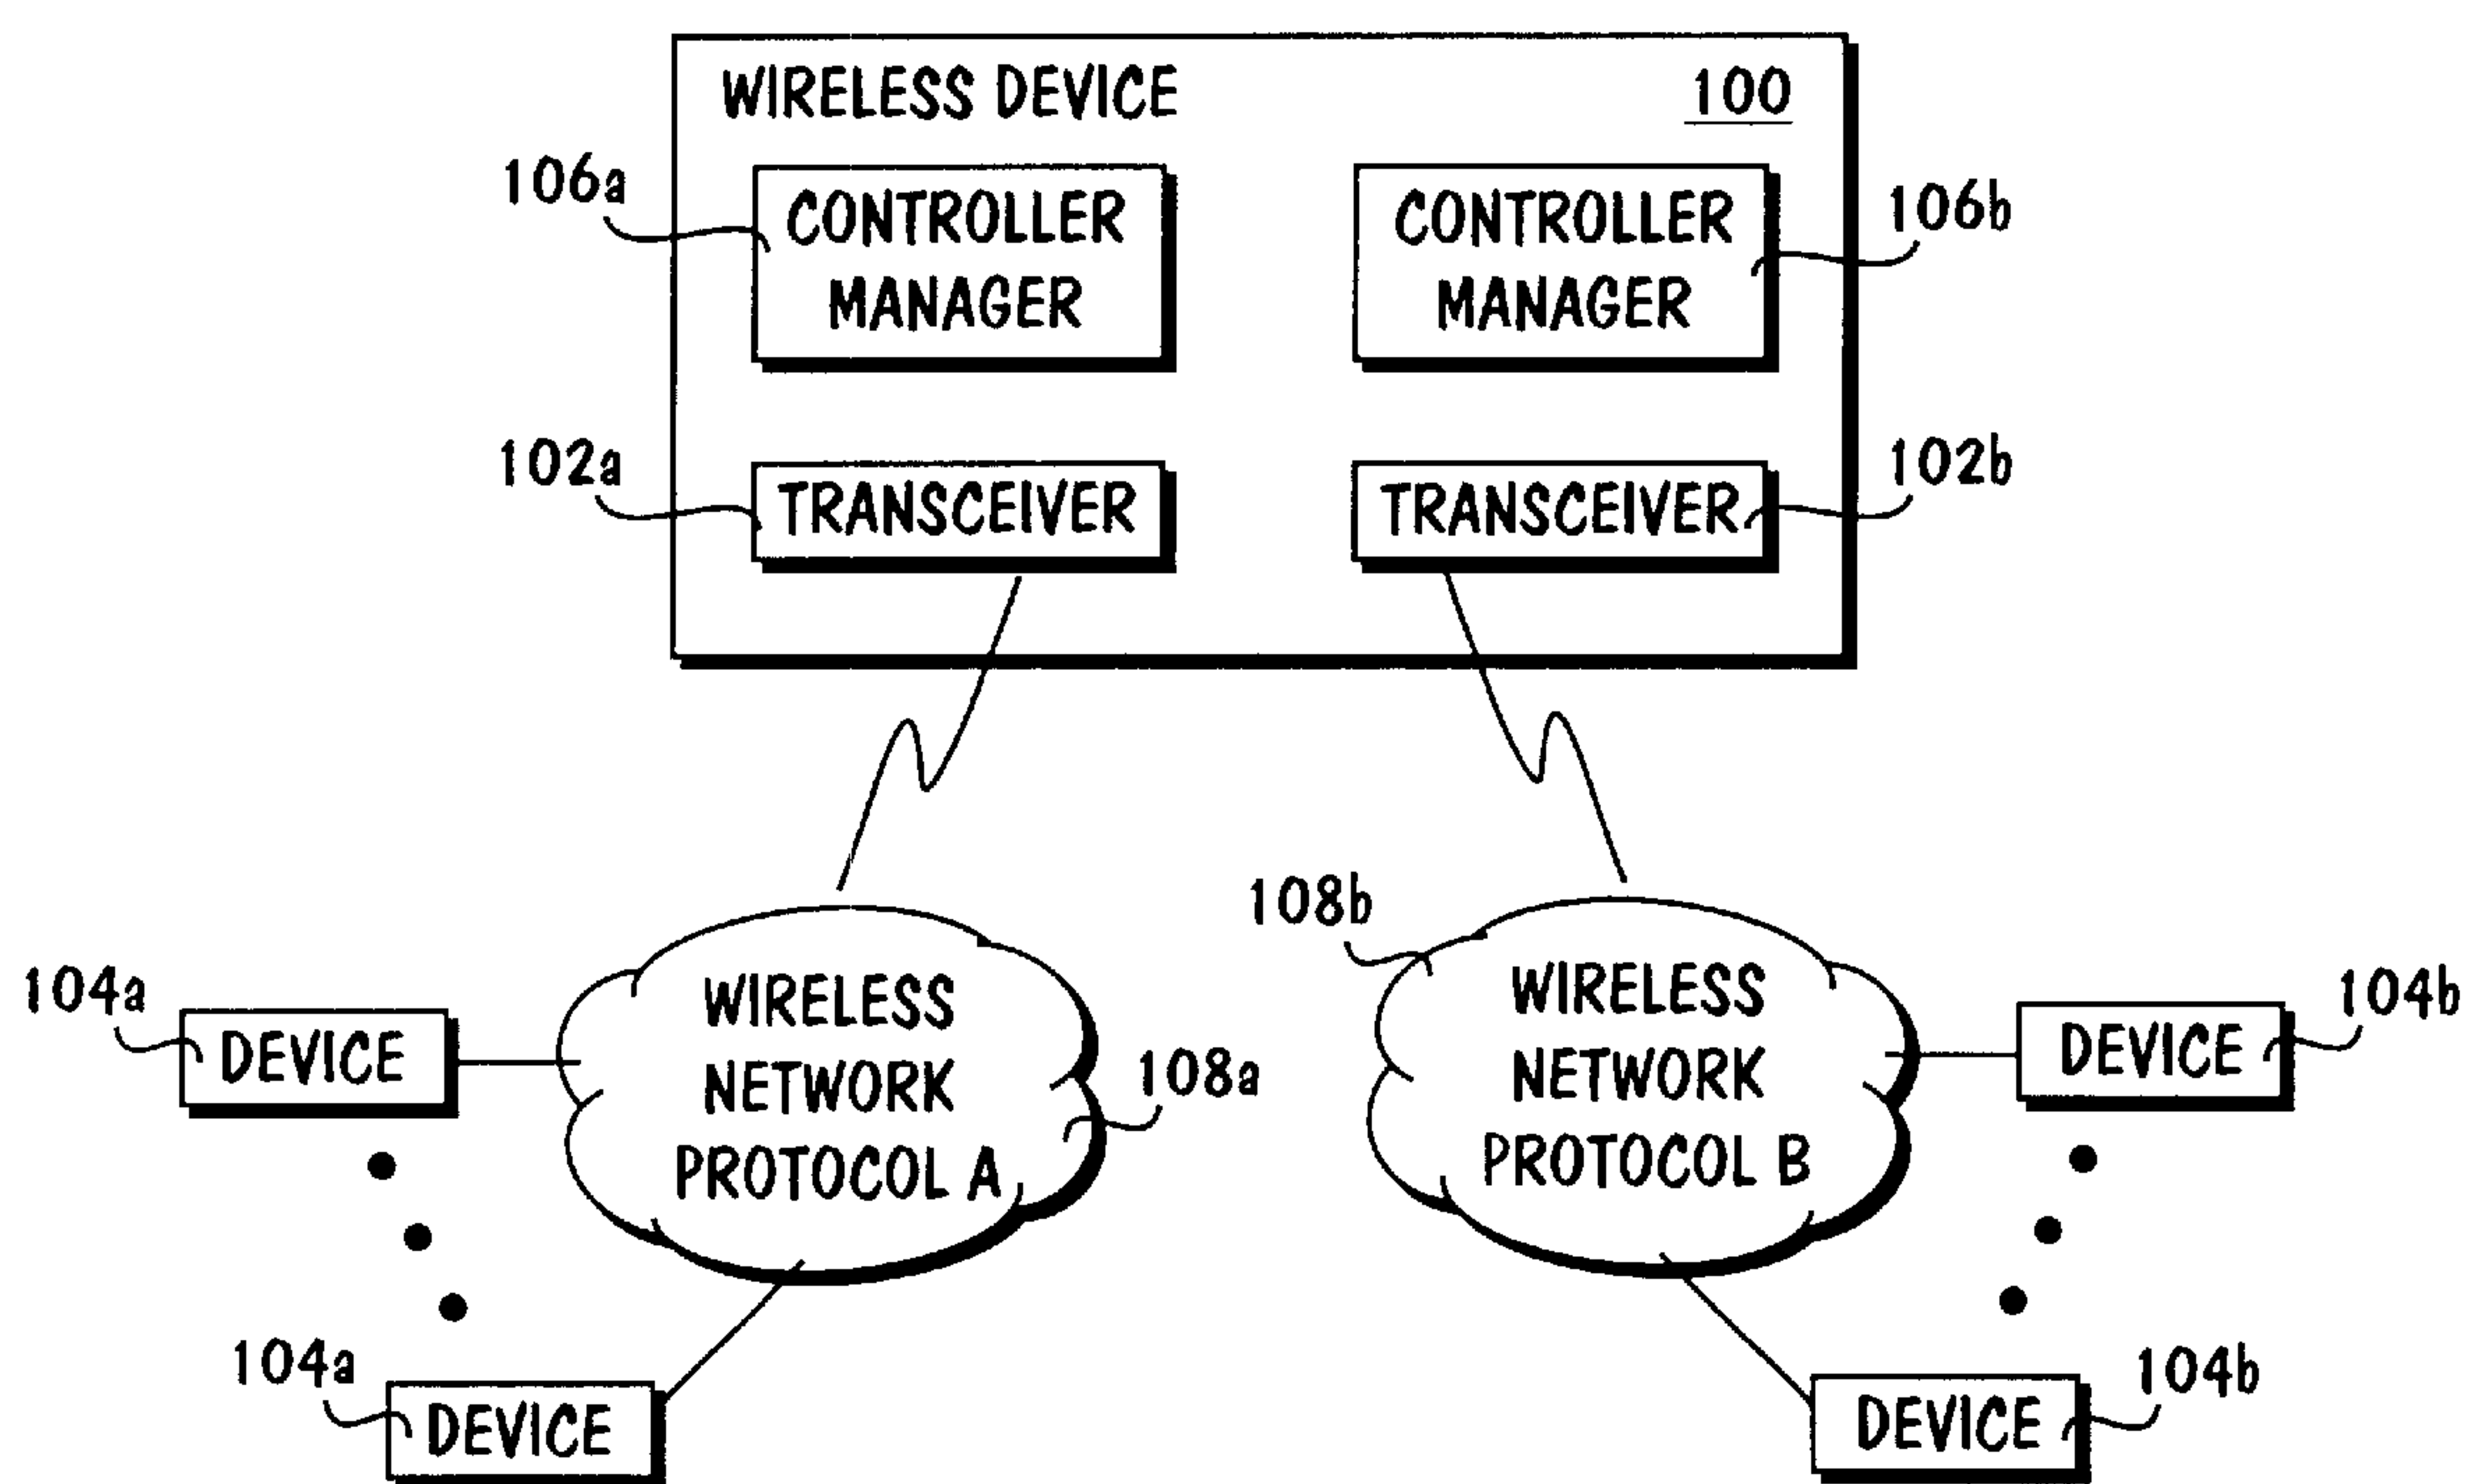 WIRELESS DEVICE
100
106a
CONTROLLER
MANAGER
CONTROLLER
MANAGER
106b
102a
TRANSCEIVER
TRANSCEIVER
102b
108b
104a
DEVICE
WIRELESS
NETWORK
PROTOCOL A
108a
WIRELESS
NETWORK
PROTOCOL B
DEVICE
104b
104a
DEVICE
DEVICE
104b